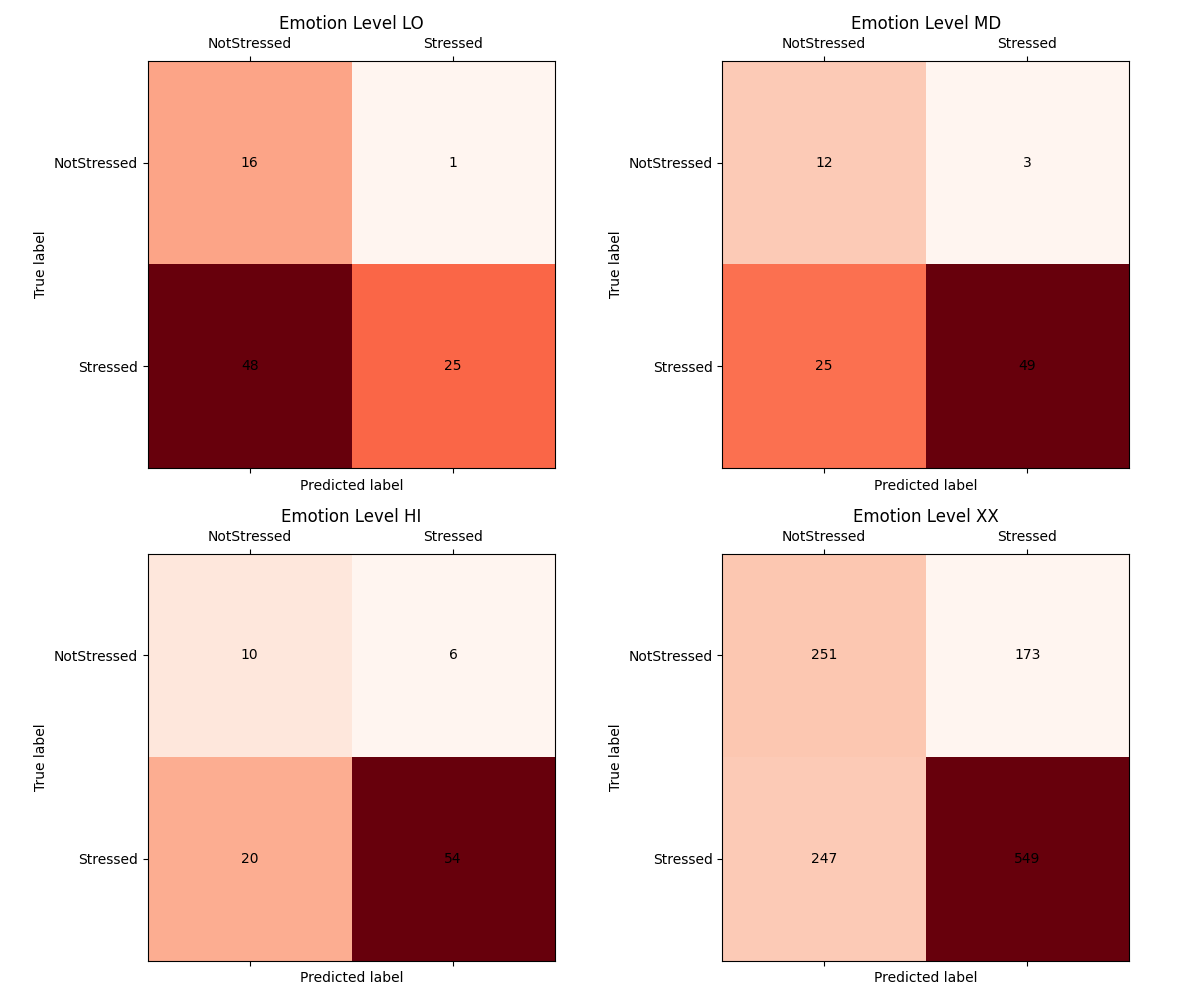 Emotion Level LO
NotStressed Stressed
NotStressed 16 1
True label
Stressed 48 25
Predicted label
Emotion Level MD
NotStressed Stressed
NotStressed 12 3
True label
Stressed 25 49
Predicted label
Emotion Level HI
NotStressed Stressed
NotStressed 10 6
True label
Stressed 20 54
Predicted label
Emotion Level XX
NotStressed Stressed
NotStressed 251 173
True label
Stressed 247 549
Predicted label